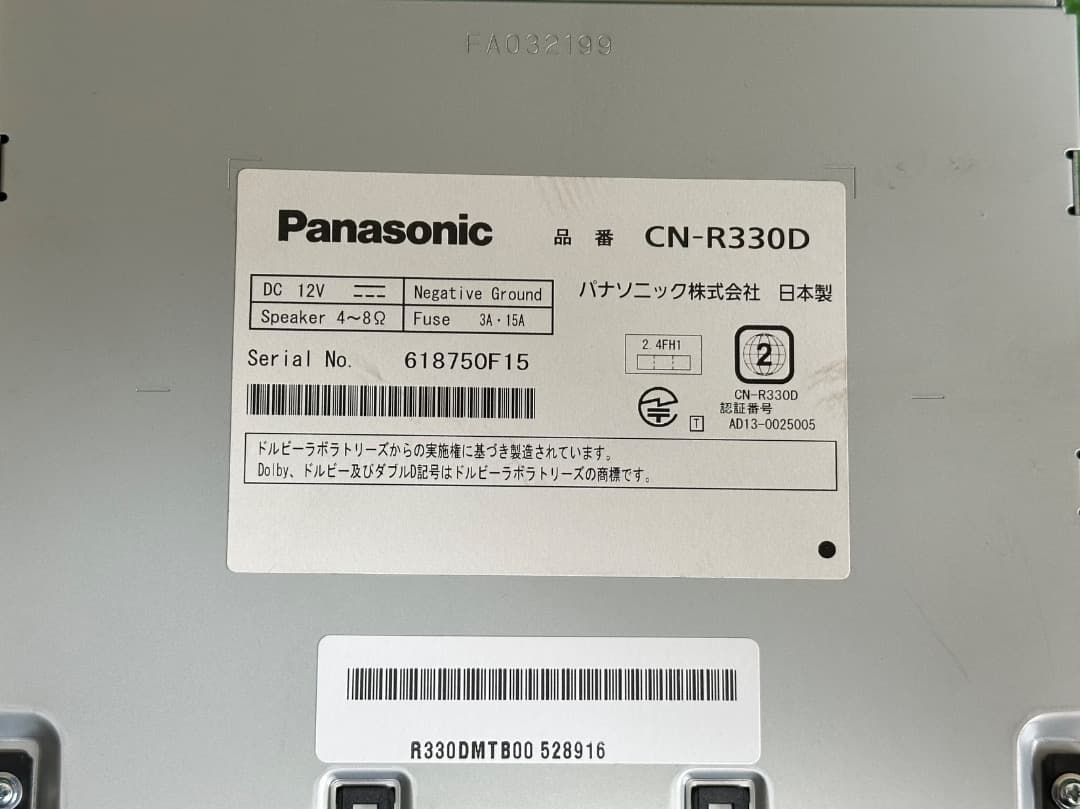 FA032199
Panasonic 品 番 CN-R330D
DC 12V Negative Ground
Speaker 4～8Ω Fuse 3A・15A
パナソニック株式会社 日本製
Serial No. 618750F15
2.4FH1
2
T
CN-R330D
認証番号
AD13-0025005
ドルビーラボラトリーズからの実施権に基づき製造されています。
Dolby、ドルビー及びダブルD記号はドルビーラボラトリーズの商標です。
R330DMTB00 528916